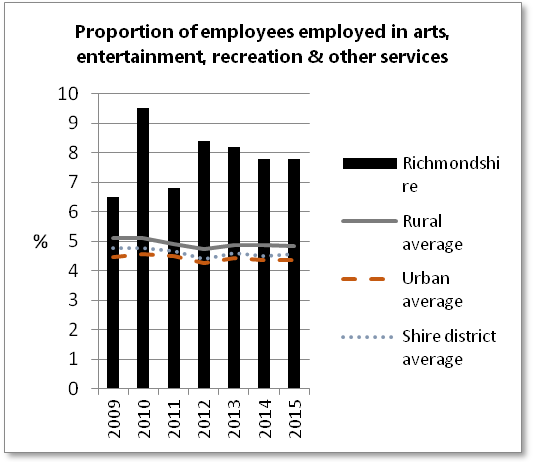 Proportion of employees employed in arts,
entertainment, recreation & other services
10
9
8
7
6
5
4
3
2
1
0
%
2009
2010
2011
2012
2013
2014
2015
Richmondshi
re
Rural
average
Urban
average
Shire district
average